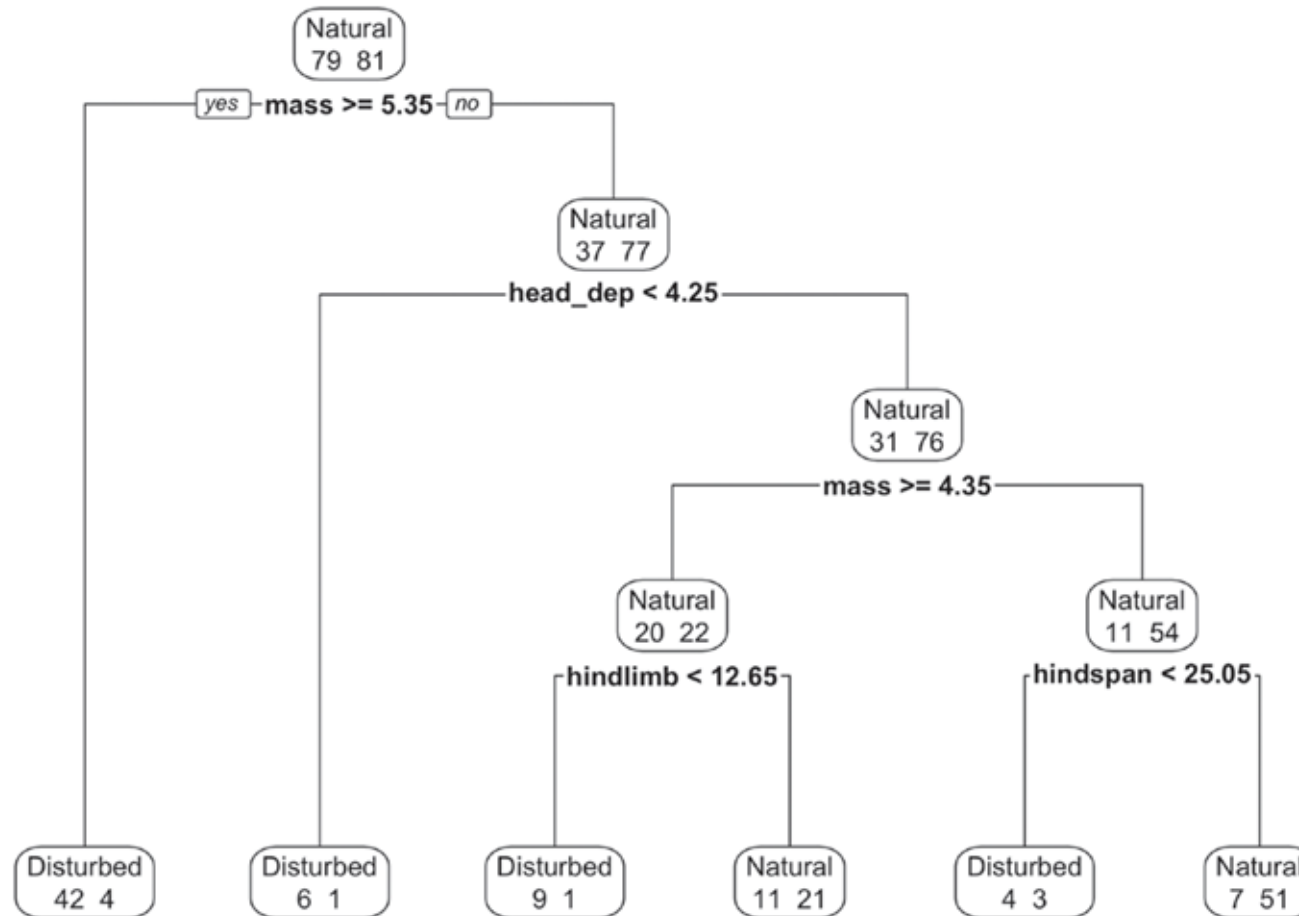 Natural
79 81
yes mass >= 5.35 no
Natural
37 77
head_dep < 4.25
Natural
31 76
mass >= 4.35
Natural
20 22
Natural
11 54
hindlimb < 12.65
hindspan < 25.05
Disturbed
42 4
Disturbed
6 1
Disturbed
9 1
Natural
11 21
Disturbed
4 3
Natural
7 51